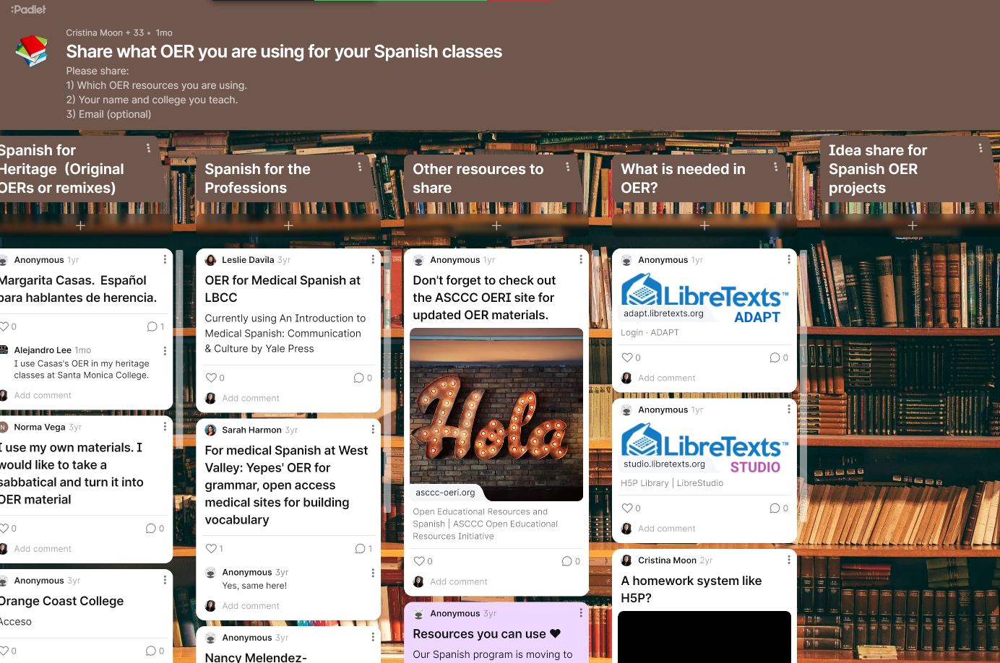 :Padlet
Cristina Moon + 33 • 1mo
Share what OER you are using for your Spanish classes
Please share:
1) Which OER resources you are using.
2) Your name and college you teach.
3) Email (optional)
Spanish for
Heritage (Original
OERs or remixes)
Anonymous 1yr
Margarita Casas. Español
para hablantes de herencia.
0
1
Alejandro Lee 1mo
I use Casas's OER in my heritage
classes at Santa Monica College.
Add comment
N
Norma Vega 3yr
I use my own materials. I
would like to take a
sabbatical and turn it into
OER material
0
0
Add comment
Anonymous 3yr
Orange Coast College
Acceso
0
0
Spanish for the
Professions
Leslie Davila 3yr
OER for Medical Spanish at
LBCC
Currently using An Introduction to
Medical Spanish: Communication
& Culture by Yale Press
0
0
Add comment
Sarah Harmon 3yr
For medical Spanish at West
Valley: Yepes' OER for
grammar, open access
medical sites for building
vocabulary
1
1
Anonymous 3yr
Yes, same here!
Add comment
Anonymous 3yr
Nancy Melendez-
Other resources to
share
Anonymous 1yr
Don't forget to check out
the ASCCC OERI site for
updated OER materials.
Hola
asccc-oeri.org
Open Educational Resources and
Spanish | ASCCC Open Educational
Resources Initiative
0
0
Add comment
Anonymous 3yr
Resources you can use ♥
Our Spanish program is moving to
What is needed in
OER?
Anonymous 1yr
LibreTexts™
adapt.libretexts.org
ADAPT
Login · ADAPT
0
0
Add comment
Anonymous 1yr
LibreTexts™
studio.libretexts.org
STUDIO
H5P Library | LibreStudio
0
0
Add comment
Cristina Moon 2yr
A homework system like
H5P?
Idea share for
Spanish OER
projects